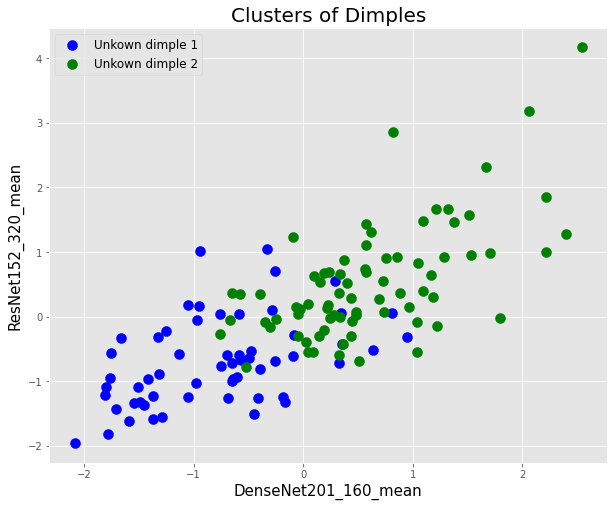 Clusters of Dimples
Unkown dimple 1
Unkown dimple 2
ResNet152_320_mean
4
3
2
1
0
−1
−2
−2
−1
0
1
2
DenseNet201_160_mean